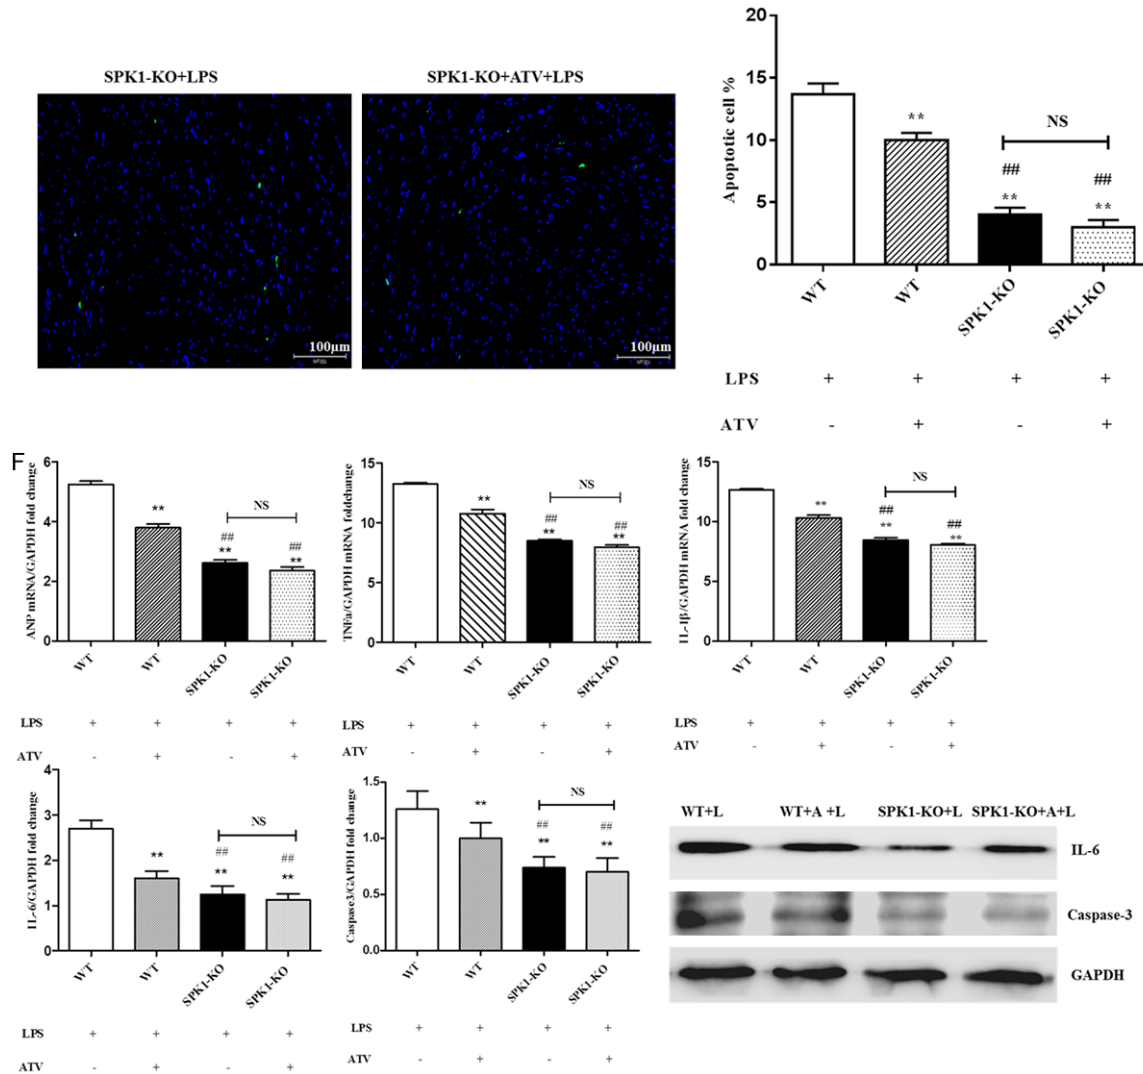 SPK1-KO+LPS
SPK1-KO+ATV+LPS
100µm
100µm
Apoptotic cell %
20
15
10
5
0
**
##
**
##
**
NS
WT
WT
SPK1-KO
SPK1-KO
LPS + + + +
ATV - + - +
F
ANP mRNA/GAPDH fold change
6
4
2
0
**
##
**
##
**
NS
WT
WT
SPK1-KO
SPK1-KO
LPS + + + +
ATV - + - +
TNFa/GAPDH mRNA foldchange
15
10
5
0
**
##
**
##
**
NS
WT
WT
SPK1-KO
SPK1-KO
LPS + + + +
ATV - + - +
IL-1β/GAPDH mRNA fold change
15
10
5
0
**
##
**
##
**
NS
WT
WT
SPK1-KO
SPK1-KO
LPS + + + +
ATV - + - +
IL-6/GAPDH fold change
4
3
2
1
0
**
##
**
##
**
NS
WT
WT
SPK1-KO
SPK1-KO
LPS + + + +
ATV - + - +
Caspase3/GAPDH fold change
1.5
1.0
0.5
0.0
**
##
**
##
**
NS
WT
WT
SPK1-KO
SPK1-KO
LPS + + + +
ATV - + - +
WT+L WT+A +L SPK1-KO+L SPK1-KO+A+L
IL-6
Caspase-3
GAPDH